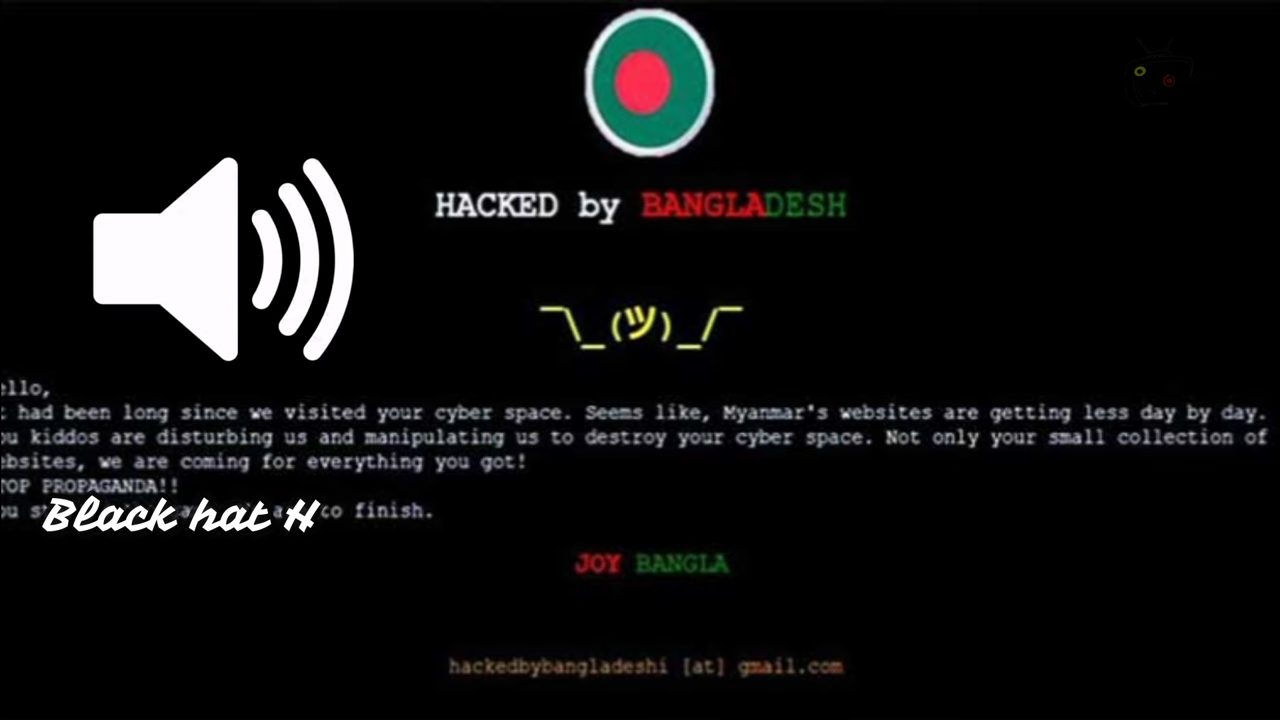 HACKED by BANGLADESH
¯\_(ツ)_/¯
ello,
t had been long since we visited your cyber space. Seems like, Myanmar's websites are getting less day by day.
ou kiddos are disturbing us and manipulating us to destroy your cyber space. Not only your small collection of
ebsites, we are coming for everything you got!
TOP PROPAGANDA!!
Black hat H
to finish.
JOY BANGLA
hackedbybangladeshi [at] gmail.com